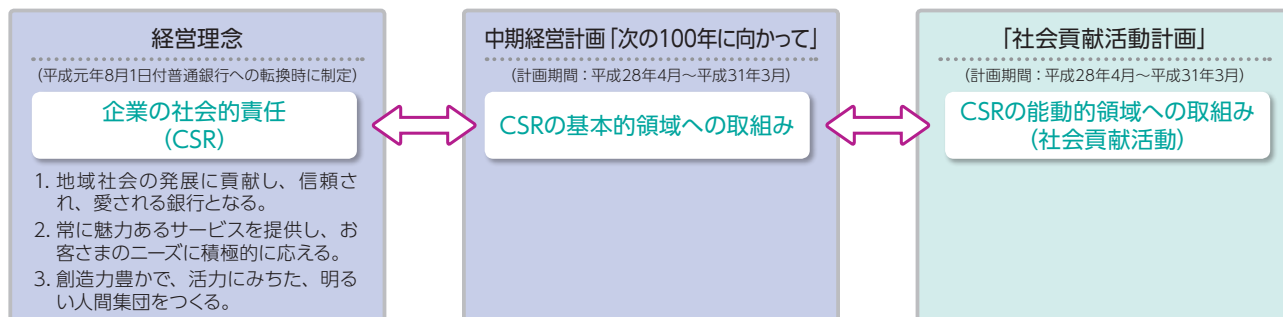 経営理念
(平成元年8月1日付普通銀行への転換時に制定)
企業の社会的責任
(CSR)
1. 地域社会の発展に貢献し、信頼さ
れ、愛される銀行となる。
2. 常に魅力あるサービスを提供し、お
客さまのニーズに積極的に応える。
3. 創造力豊かで、活力にみちた、明る
い人間集団をつくる。
中期経営計画「次の100年に向かって」
(計画期間:平成28年4月~平成31年3月)
CSRの基本的領域への取組み
「社会貢献活動計画」
(計画期間:平成28年4月~平成31年3月)
CSRの能動的領域への取組み
(社会貢献活動)